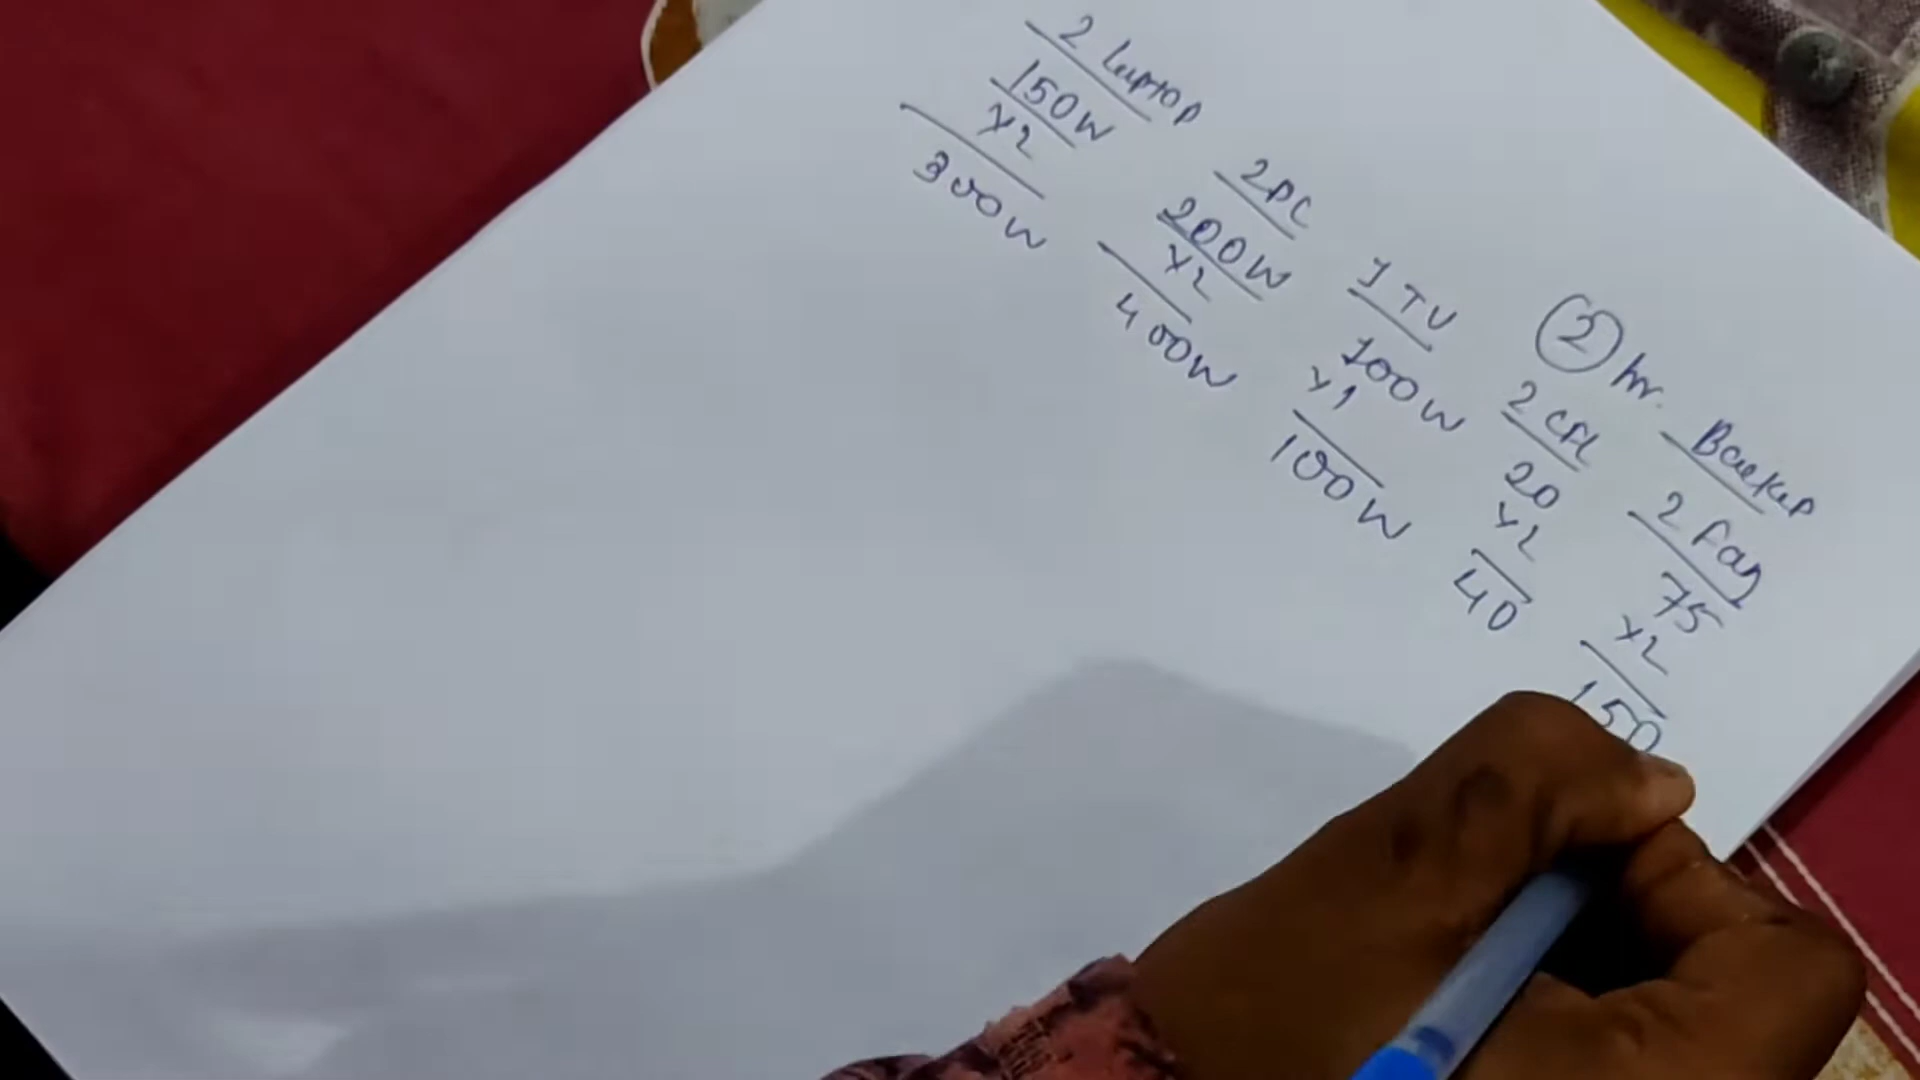 2 Laptop
150W
x2
300W
2PC
200W
x2
400W
1 TV
100W
x1
100W
2 hr. Backup
2 CFL
20
x2
40
2 Fan
75
x2
150